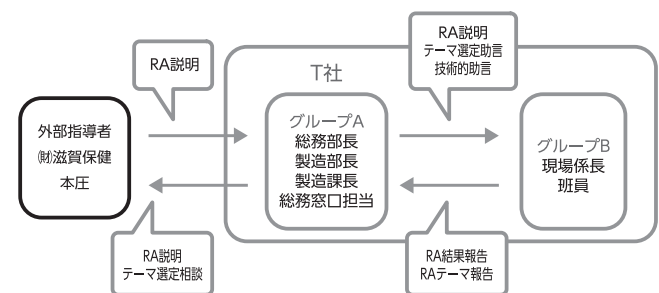 RA説明
T社
RA説明
テーマ選定助言
技術的助言
外部指導者
㈶滋賀保健
本圧
グループA
総務部長
製造部長
製造課長
総務窓口担当
グループB
現場係長
班員
RA説明
テーマ選定相談
RA結果報告
RAテーマ報告